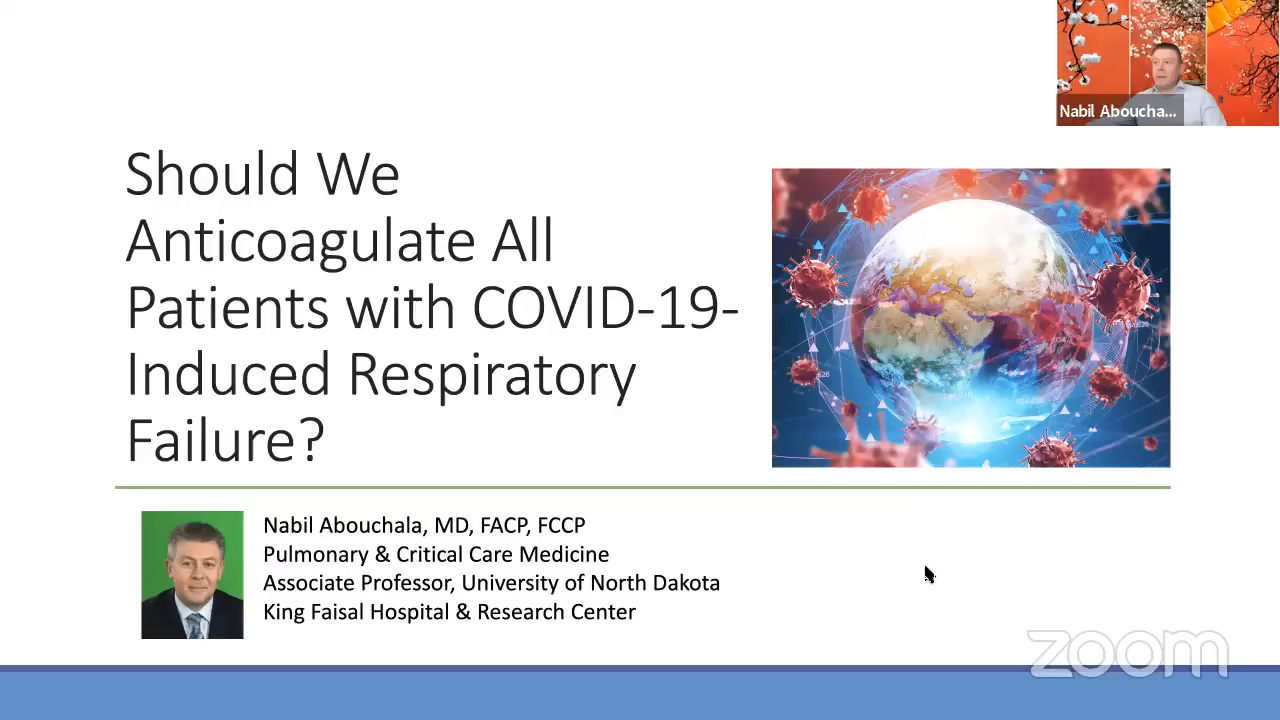 Nabil Aboucha...
Should We
Anticoagulate All
Patients with COVID-19-
Induced Respiratory
Failure?
Nabil Abouchala, MD, FACP, FCCP
Pulmonary & Critical Care Medicine
Associate Professor, University of North Dakota
King Faisal Hospital & Research Center
zoom